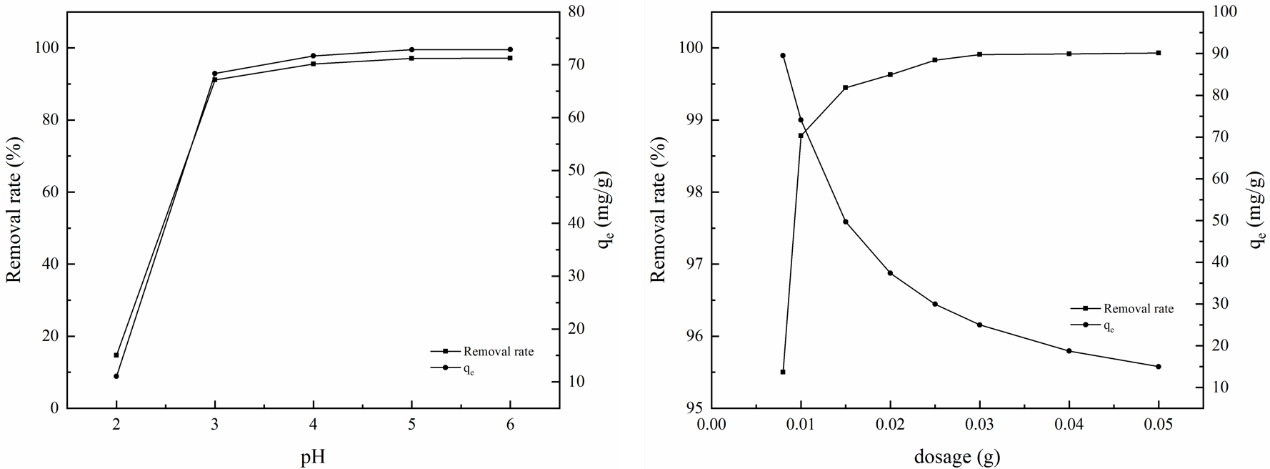 Removal rate (%)
100
80
60
40
20
0
80
70
60
50
40
30
20
10
qₑ (mg/g)
Removal rate
qₑ
2 3 4 5 6
pH
Removal rate (%)
100
99
98
97
96
95
100
90
80
70
60
50
40
30
20
10
qₑ (mg/g)
Removal rate
qₑ
0.00 0.01 0.02 0.03 0.04 0.05
dosage (g)